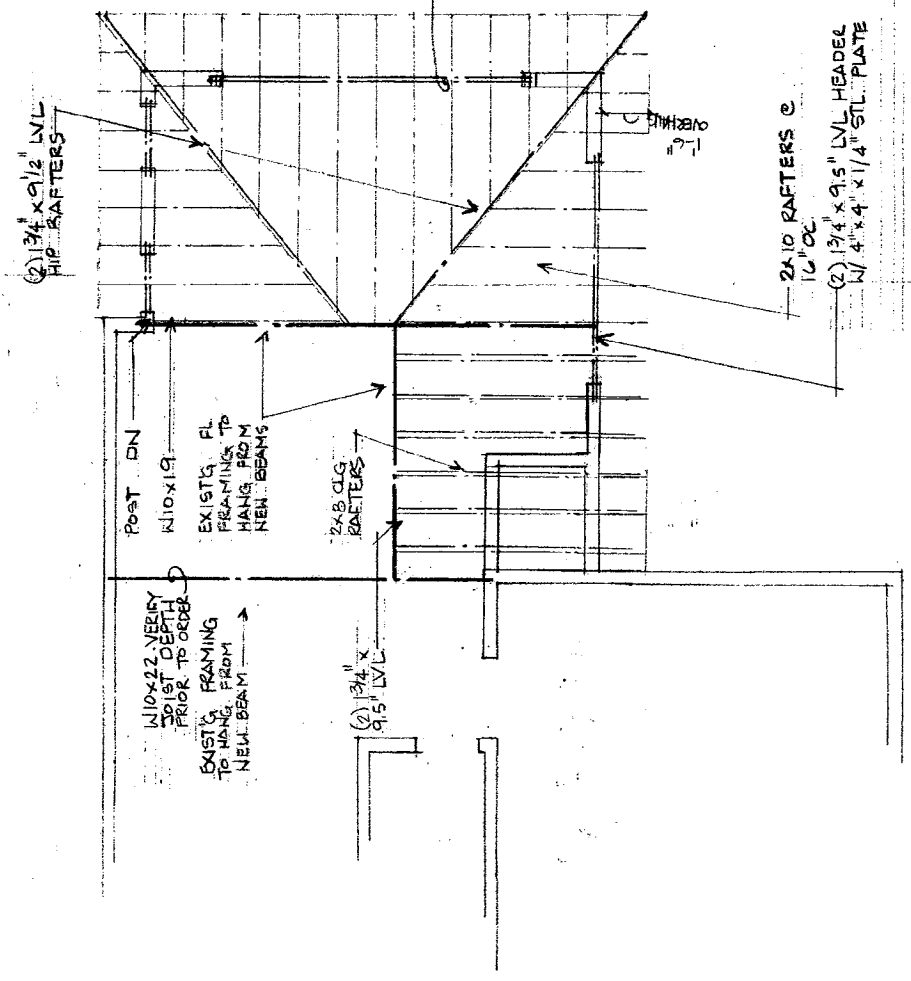 (2) 1 3/4" x 9 1/2" LVL
HIP RAFTERS
POST DN
W10x19
EXIST'G FL
FRAMING TO
HANG FROM
NEW BEAMS
2x8 CLG
RAFTERS
W10x22 VERIFY
JOIST DEPTH
PRIOR TO ORDER
EXIST'G FRAMING
TO HANG FROM
NEW BEAM
(2) 1 3/4" x
9.5" LVL
1'-6"
OVERHANG
2x10 RAFTERS @
16" OC
(2) 1 3/4" x 9.5" LVL HEADER
W/ 4" x 4" x 1/4" STL. PLATE